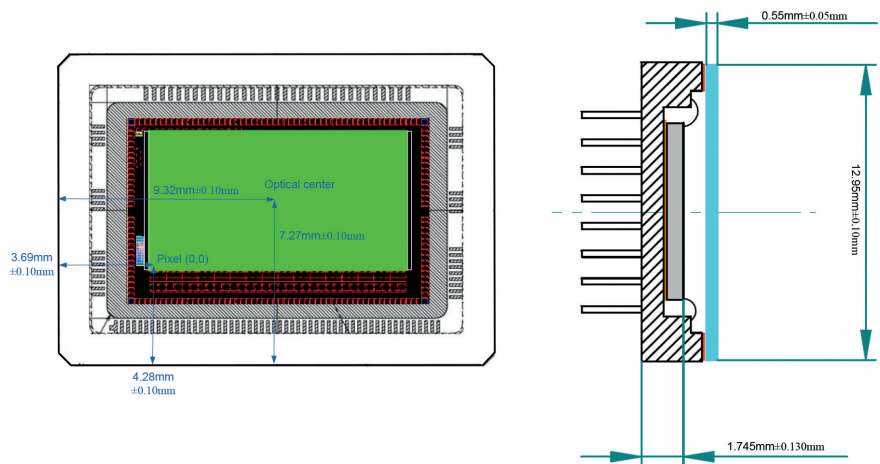 0.55mm±0.05mm
Optical center
9.32mm±0.10mm
12.95mm±0.10mm
7.27mm±0.10mm
3.69mm
±0.10mm
Pixel (0,0)
4.28mm
±0.10mm
1.745mm±0.130mm